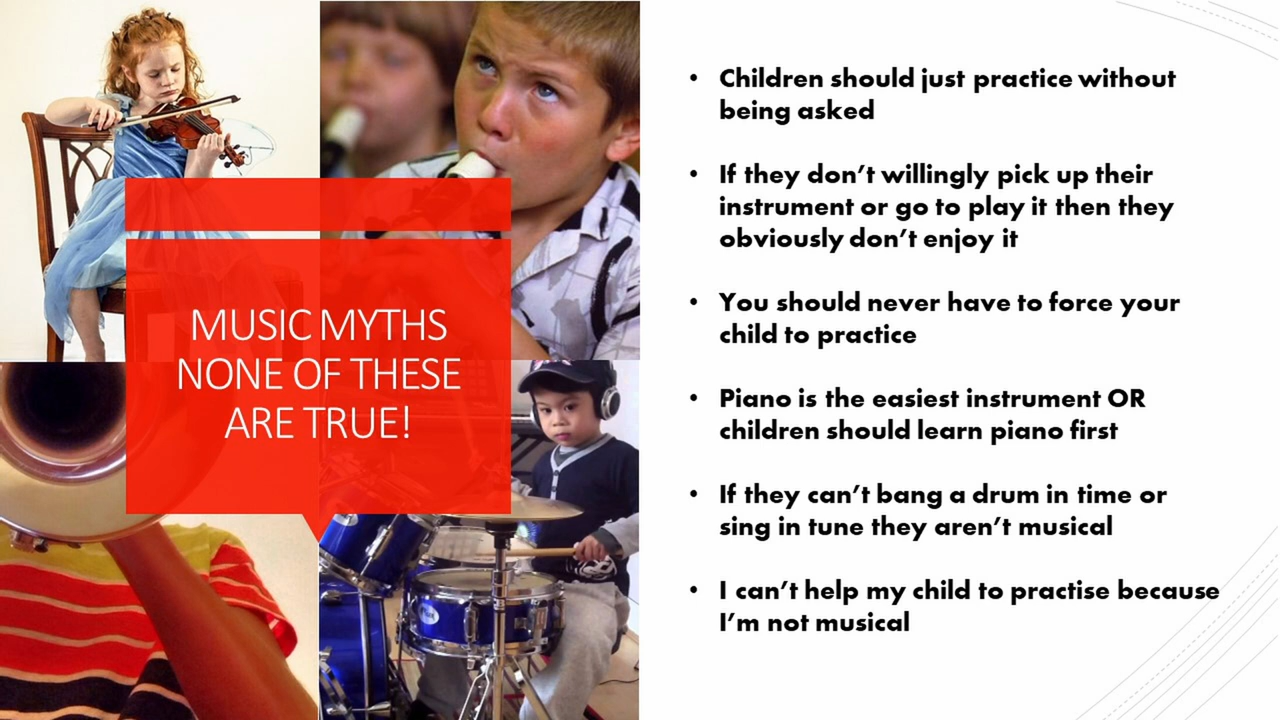 MUSIC MYTHS
NONE OF THESE
ARE TRUE!
• Children should just practice without
being asked
• If they don't willingly pick up their
instrument or go to play it then they
obviously don't enjoy it
• You should never have to force your
child to practice
• Piano is the easiest instrument OR
children should learn piano first
• If they can't bang a drum in time or
sing in tune they aren't musical
• I can't help my child to practise because
I'm not musical